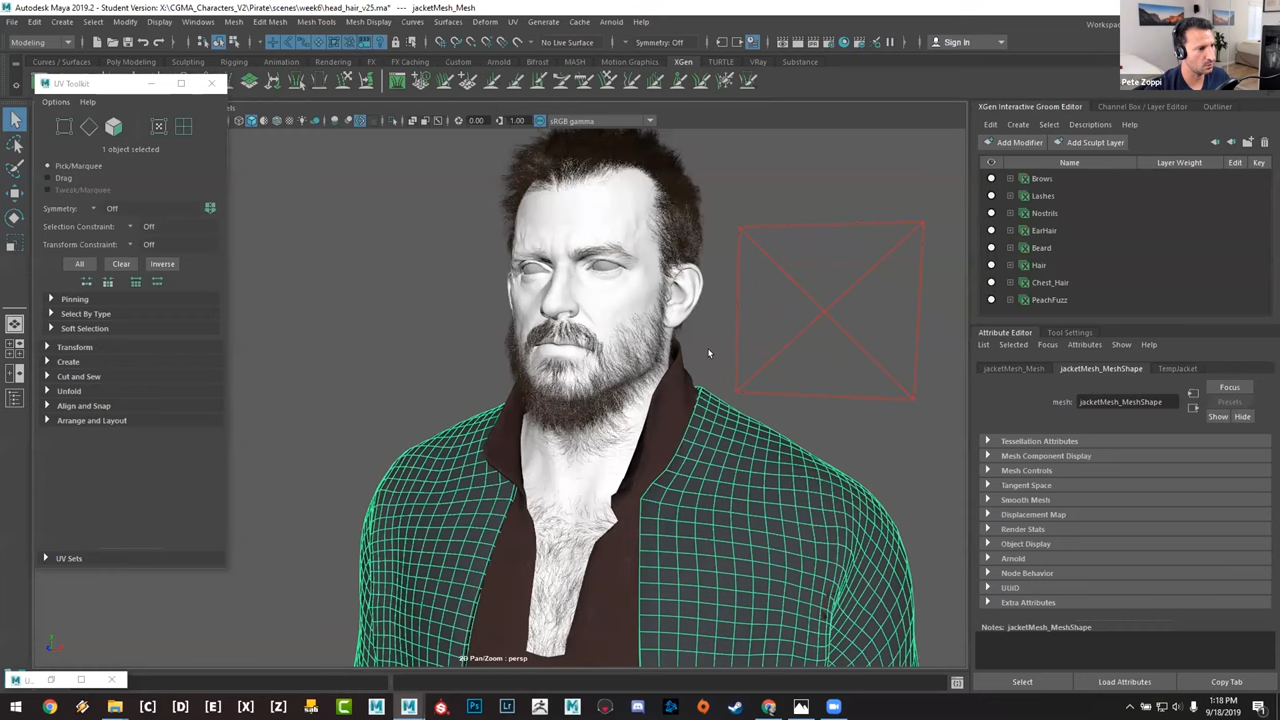 Autodesk Maya 2019.2 - Student Version: X:\CGMA_Characters_V2\Pirate\scenes\week6\head_hair_v25.ma* --- jacketMesh_Mesh
File Edit Create Select Modify Display Windows Mesh Edit Mesh Mesh Tools Mesh Display Curves Surfaces Deform UV Generate Cache Arnold Help
Workspace
Modeling
No Live Surface
Symmetry: Off
Sign In
Pete Zoppi
Curves / Surfaces
Poly Modeling
Sculpting
Rigging
Animation
Rendering
FX
FX Caching
Custom
Arnold
Bifrost
MASH
Motion Graphics
XGen
TURTLE
VRay
Substance
UV Toolkit
Options Help
1 object selected
Pick/Marquee
Drag
Tweak/Marquee
Symmetry: Off
Selection Constraint: Off
Transform Constraint: Off
All Clear Inverse
Pinning
Select By Type
Soft Selection
Transform
Create
Cut and Sew
Unfold
Align and Snap
Arrange and Layout
UV Sets
els
0.00
1.00
sRGB gamma
2D Pan/Zoom : persp
XGen Interactive Groom Editor
Channel Box / Layer Editor
Outliner
Edit Create Select Descriptions Help
Add Modifier
Add Sculpt Layer
Name
Layer Weight
Edit
Key
Brows
Lashes
Nostrils
EarHair
Beard
Hair
Chest_Hair
PeachFuzz
Attribute Editor
Tool Settings
List Selected Focus Attributes Show Help
jacketMesh_Mesh
jacketMesh_MeshShape
TempJacket
Focus
Presets
mesh: jacketMesh_MeshShape
Show Hide
Tessellation Attributes
Mesh Component Display
Mesh Controls
Tangent Space
Smooth Mesh
Displacement Map
Render Stats
Object Display
Arnold
Node Behavior
UUID
Extra Attributes
Notes: jacketMesh_MeshShape
Select
Load Attributes
Copy Tab
U..
1:18 PM
9/18/2019